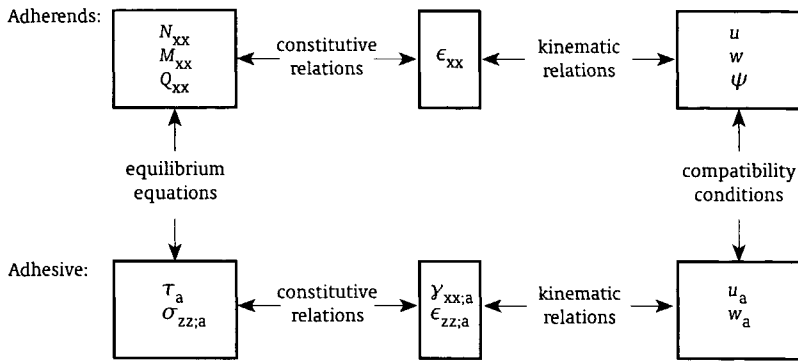 Adherends:
N_xx
M_xx
Q_xx
constitutive
relations
ϵ_xx
kinematic
relations
u
w
ψ
equilibrium
equations
compatibility
conditions
Adhesive:
τ_a
σ_zz;a
constitutive
relations
γ_xx;a
ϵ_zz;a
kinematic
relations
u_a
w_a